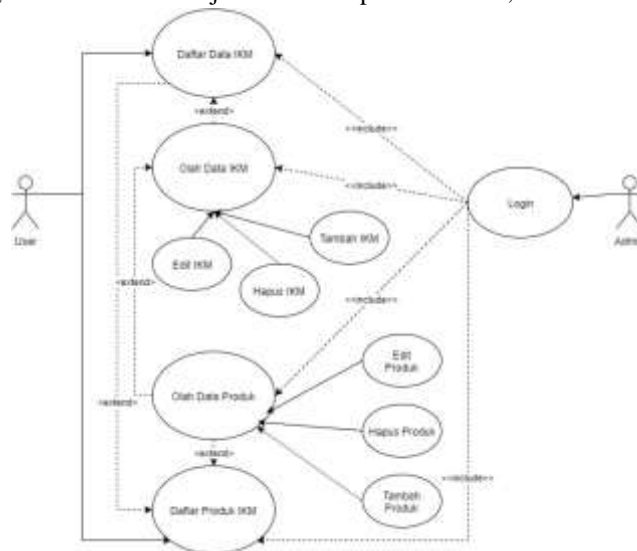 Daftar Data IKM
<extend>
<<include>>
Olah Data IKM
<<include>>
Login
User
Tambah IKM
Edit IKM
<extend>
Hapus IKM
<<include>>
Edit
Produk
Olah Data Produk
<extend>
Hapus Produk
<extend>
<<include>>
Tambah
Produk
Daftar Produk IKM